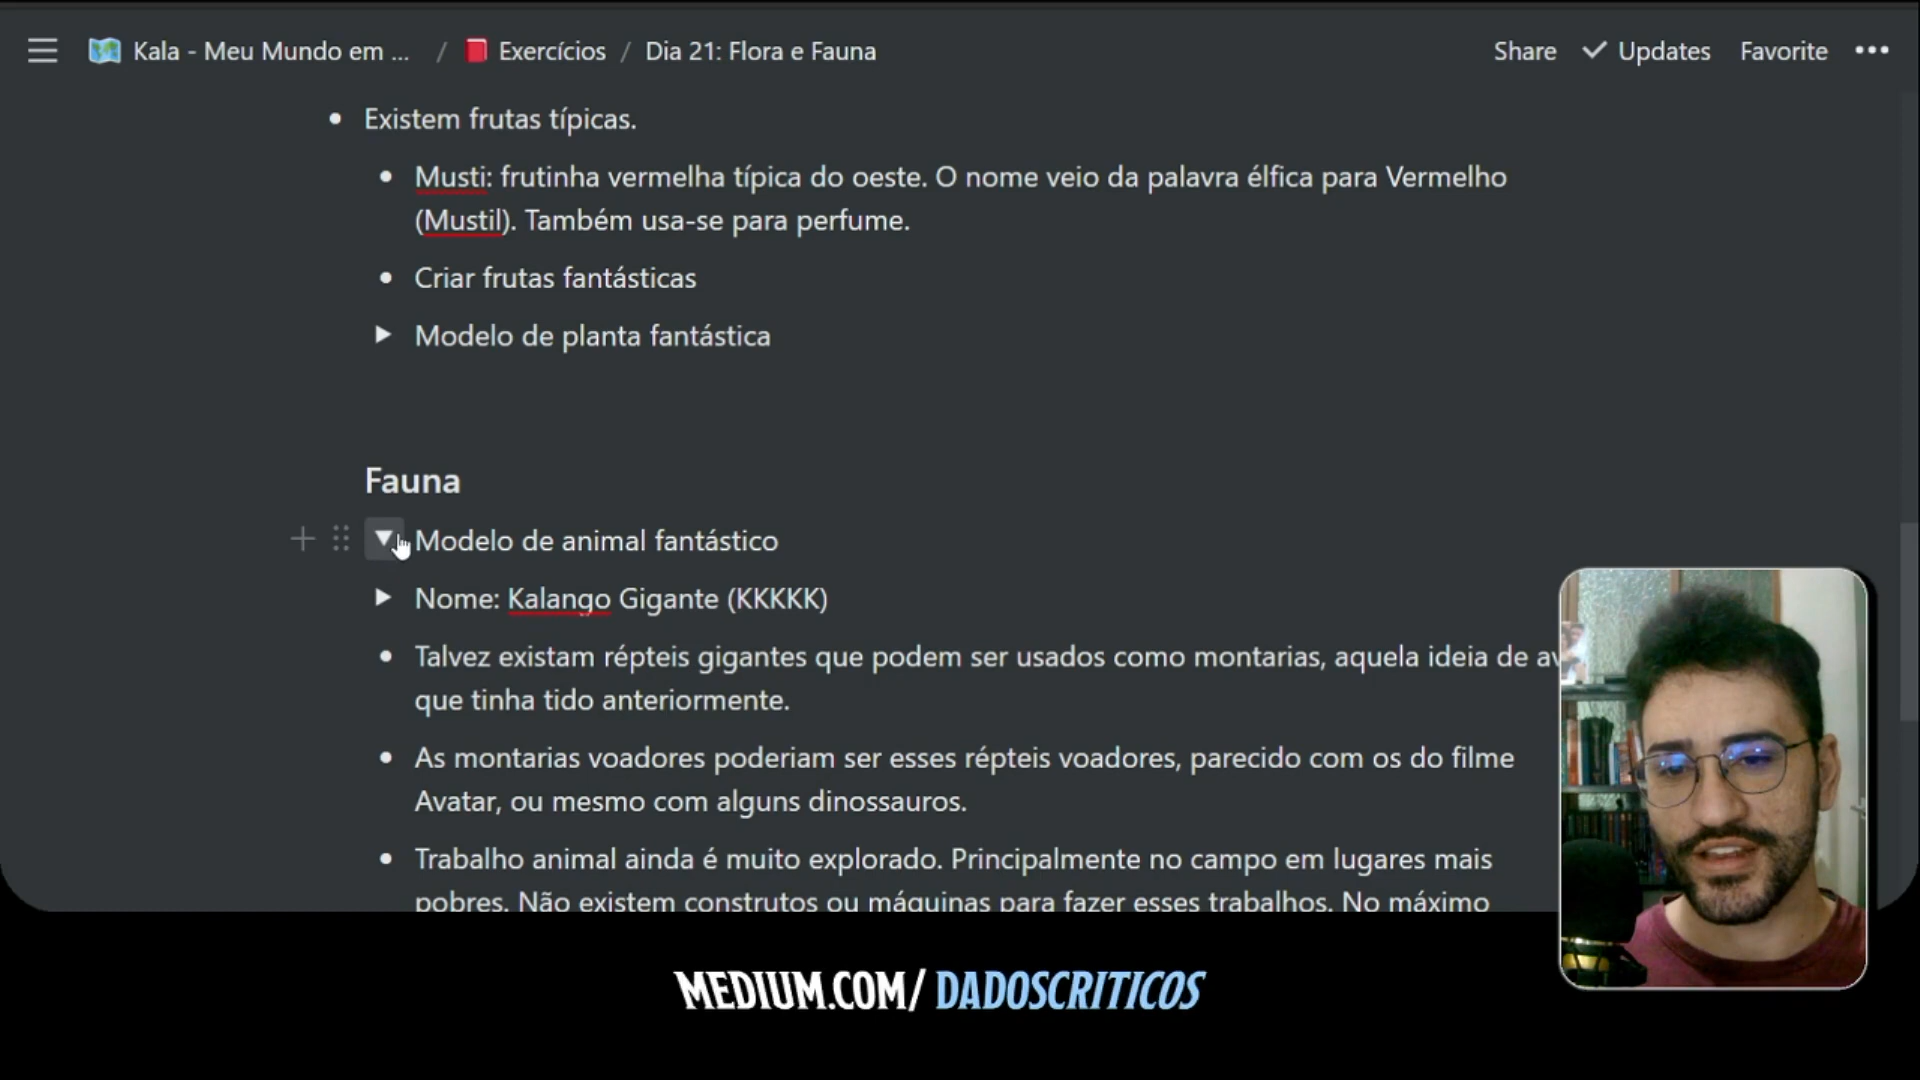 Kala - Meu Mundo em ... / Exercícios / Dia 21: Flora e Fauna
Share Updates Favorite
Existem frutas típicas.
Musti: frutinha vermelha típica do oeste. O nome veio da palavra élfica para Vermelho
(Mustil). Também usa-se para perfume.
Criar frutas fantásticas
Modelo de planta fantástica
Fauna
Modelo de animal fantástico
Nome: Kalango Gigante (KKKKK)
Talvez existam répteis gigantes que podem ser usados como montarias, aquela ideia de
que tinha tido anteriormente.
As montarias voadores poderiam ser esses répteis voadores, parecido com os do filme
Avatar, ou mesmo com alguns dinossauros.
Trabalho animal ainda é muito explorado. Principalmente no campo em lugares mais
pobres. Não existem construtos ou máquinas para fazer esses trabalhos. No máximo
MEDIUM.COM/ DADOSCRITICOS